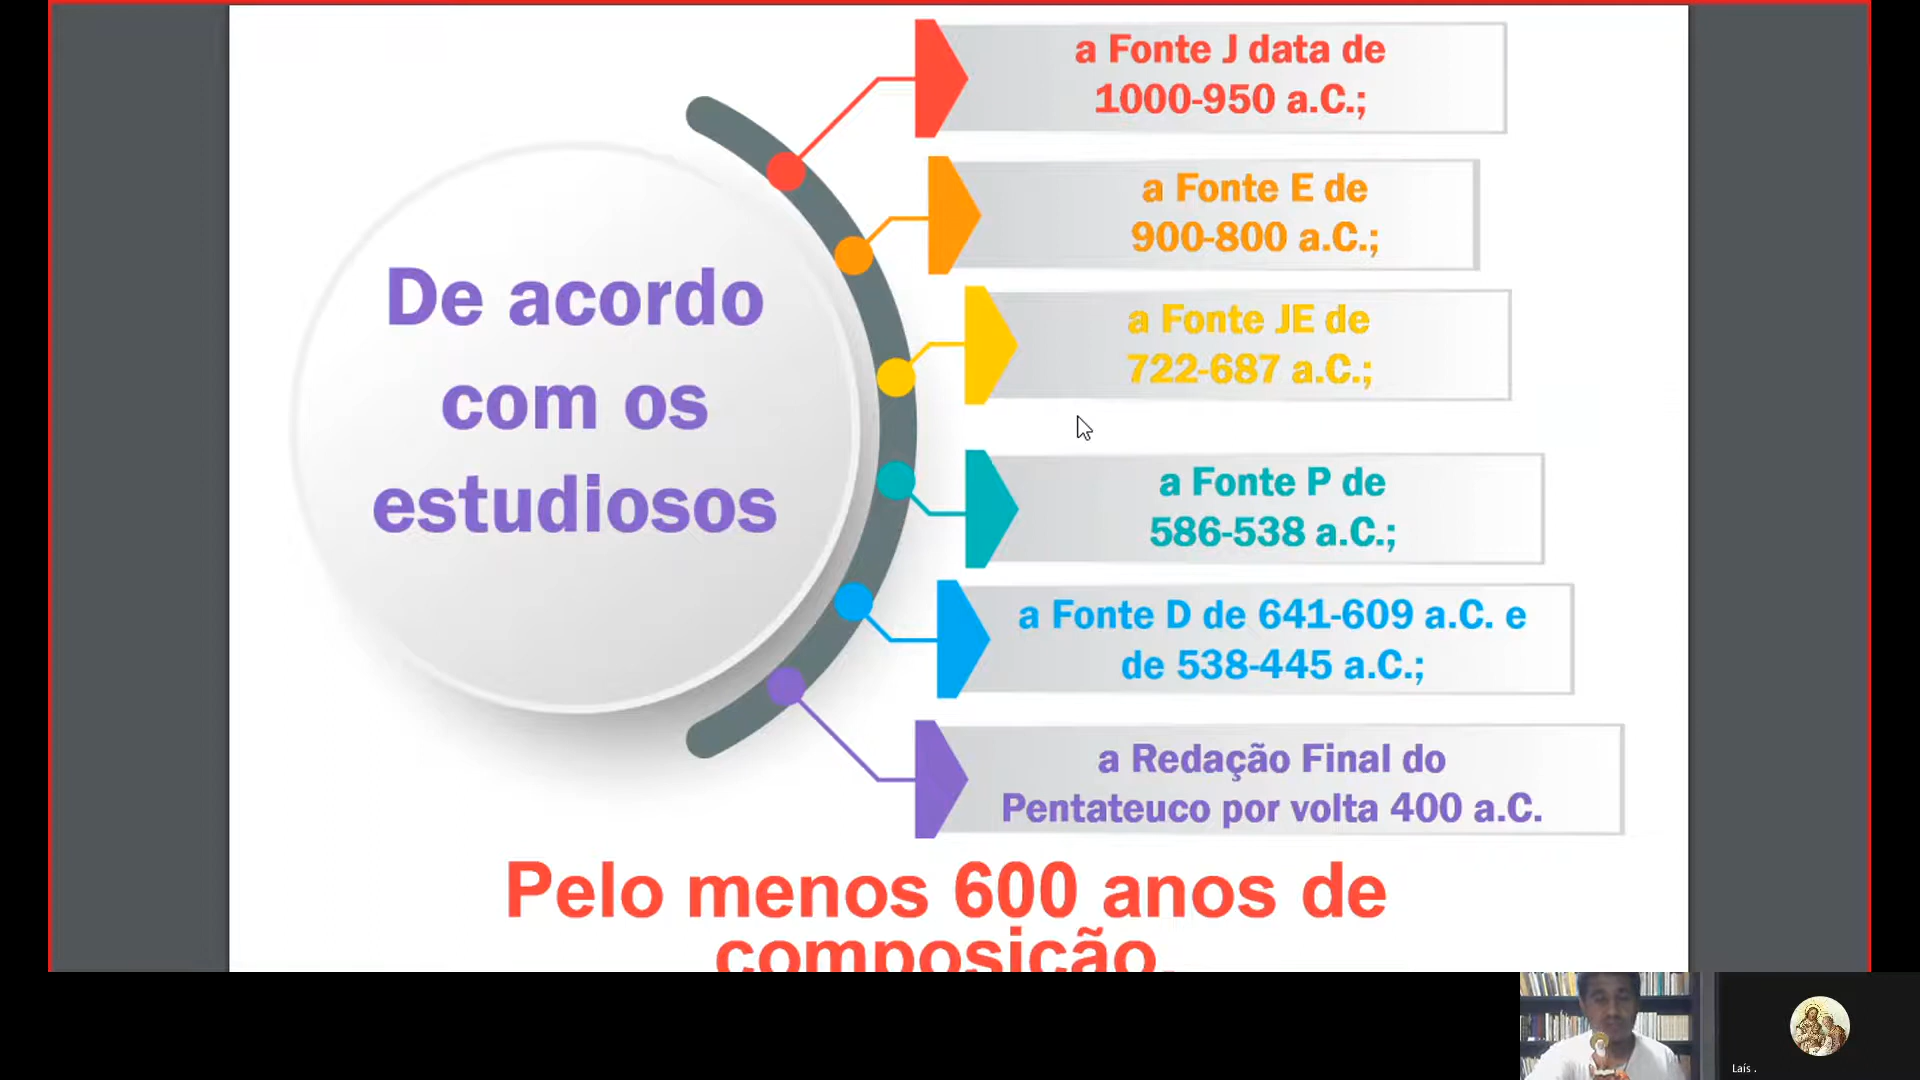 De acordo
com os
estudiosos
a Fonte J data de
1000-950 a.C.;
a Fonte E de
900-800 a.C.;
a Fonte JE de
722-687 a.C.;
a Fonte P de
586-538 a.C.;
a Fonte D de 641-609 a.C. e
de 538-445 a.C.;
a Redação Final do
Pentateuco por volta 400 a.C.
Pelo menos 600 anos de
composição.
Laís .